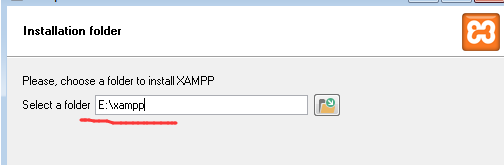 Installation folder
Please, choose a folder to install XAMPP
Select a folder E:\xampp